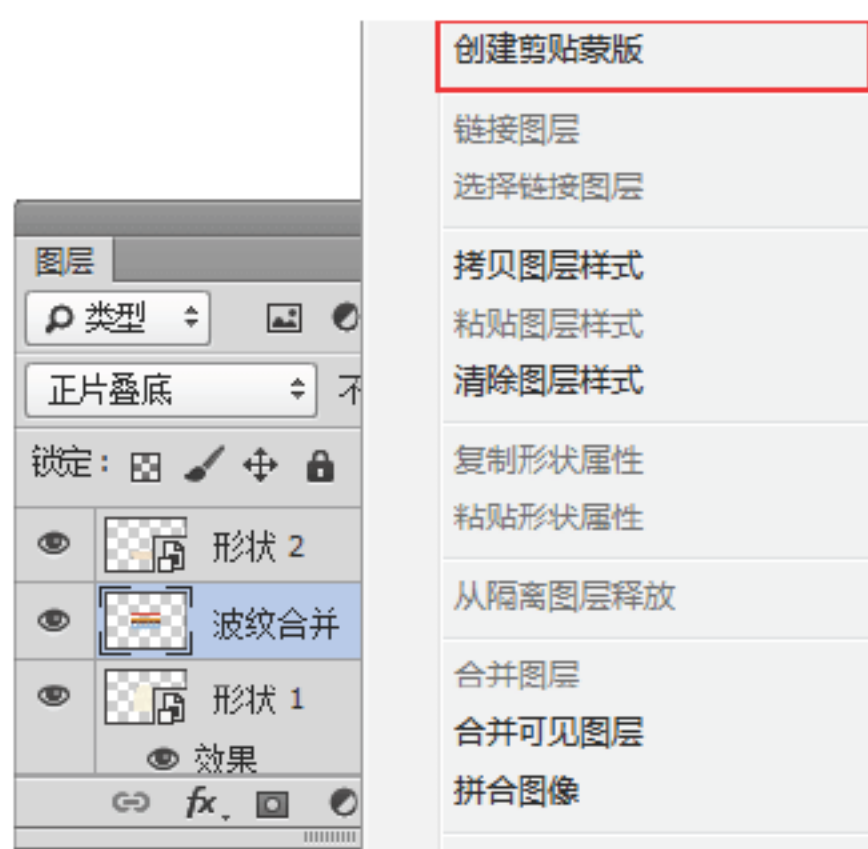 图层
类型
正片叠底
不
锁定:
形状 2
波纹合并
形状 1
效果
fx.
创建剪贴蒙版
链接图层
选择链接图层
拷贝图层样式
粘贴图层样式
清除图层样式
复制形状属性
粘贴形状属性
从隔离图层释放
合并图层
合并可见图层
拼合图像